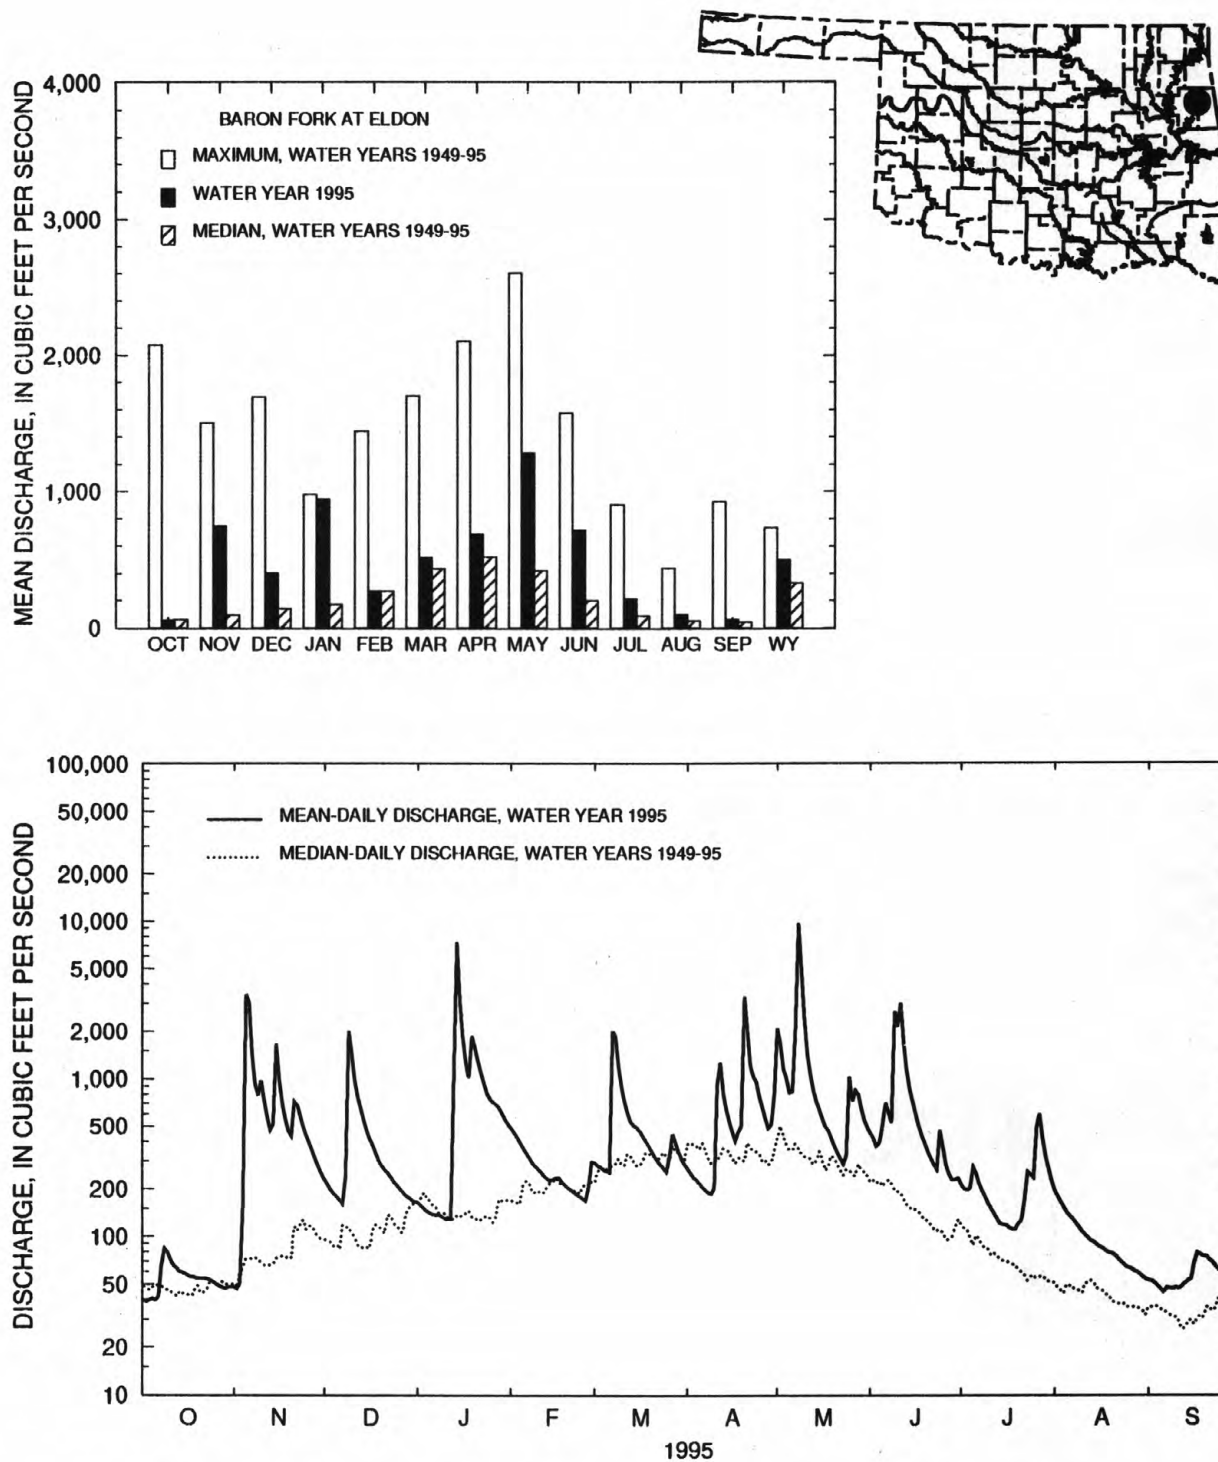 4,000
3,000
2,000
1,000
0
MEAN DISCHARGE, IN CUBIC FEET PER SECOND
BARON FORK AT ELDON
MAXIMUM, WATER YEARS 1949-95
WATER YEAR 1995
MEDIAN, WATER YEARS 1949-95
OCT NOV DEC JAN FEB MAR APR MAY JUN JUL AUG SEP WY
100,000
50,000
20,000
10,000
5,000
2,000
1,000
500
200
100
50
20
10
DISCHARGE, IN CUBIC FEET PER SECOND
MEAN-DAILY DISCHARGE, WATER YEAR 1995
MEDIAN-DAILY DISCHARGE, WATER YEARS 1949-95
O N D J F M A M J J A S
1995